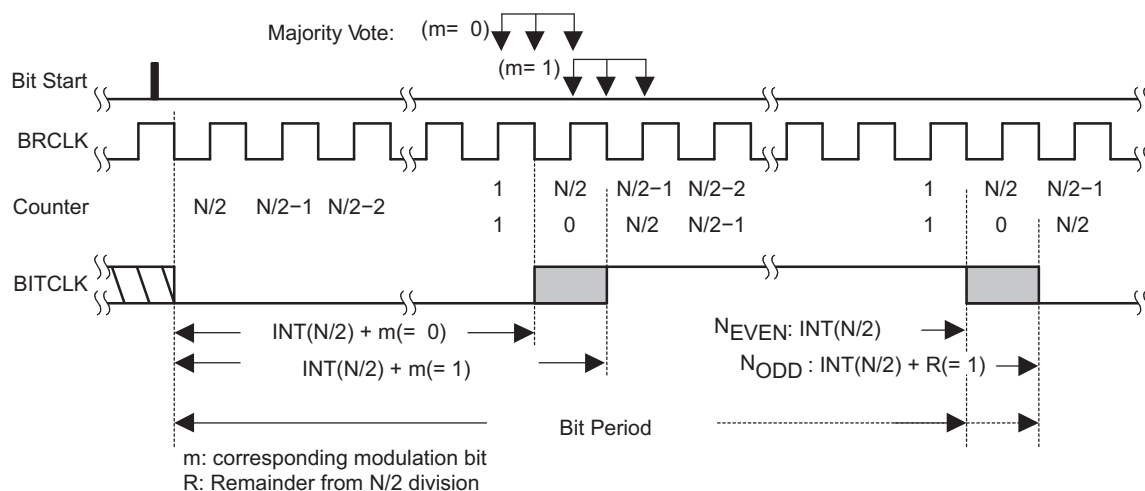 Majority Vote: (m= 0)
(m= 1)
Bit Start
BRCLK
Counter
N/2 N/2−1 N/2−2 1 N/2 N/2−1 N/2−2 1 N/2 N/2−1
1 0 N/2 N/2−1 1 0 N/2
BITCLK
INT(N/2) + m(= 0)
NEVEN: INT(N/2)
INT(N/2) + m(= 1)
NODD : INT(N/2) + R(= 1)
Bit Period
m: corresponding modulation bit
R: Remainder from N/2 division